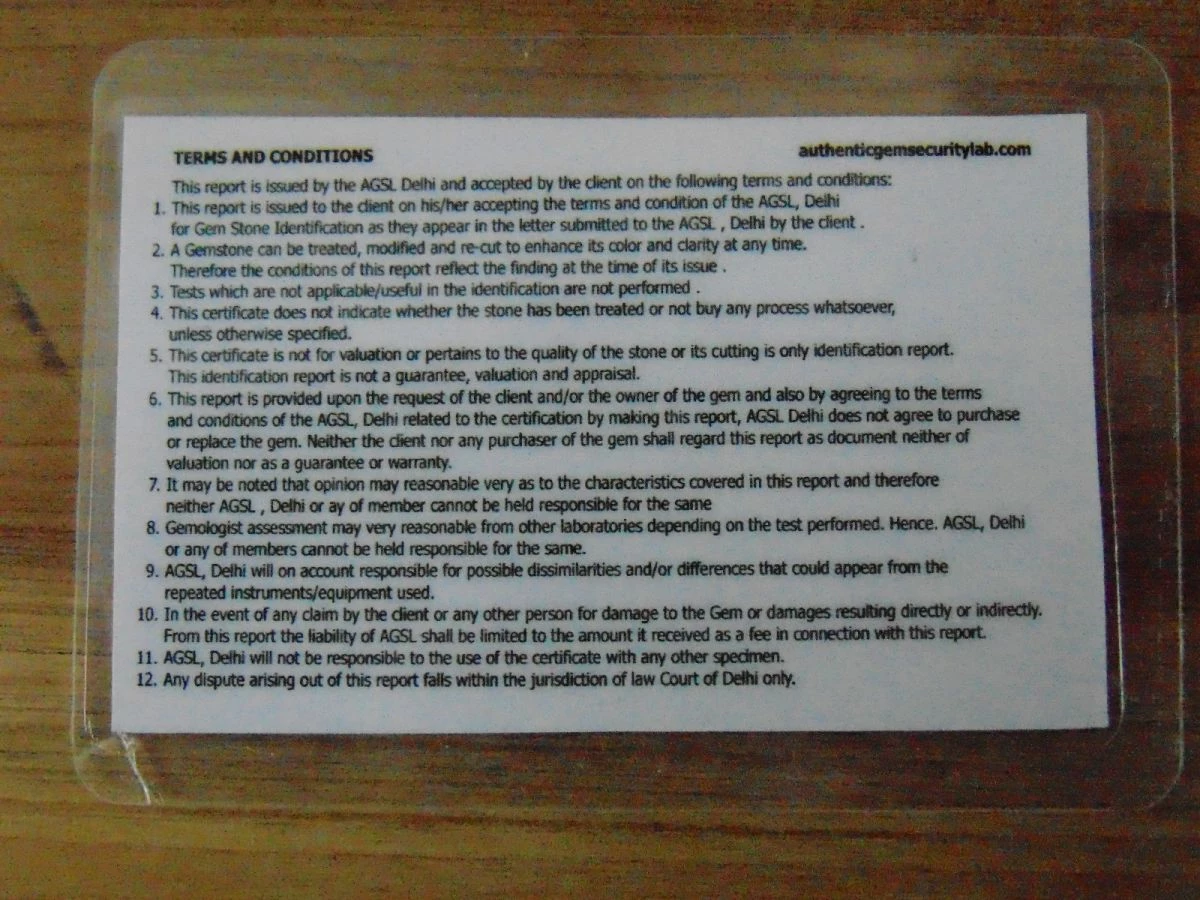 TERMS AND CONDITIONS
authenticgemsecuritylab.com
This report is issued by the AGSL Delhi and accepted by the client on the following terms and conditions:
1. This report is issued to the client on his/her accepting the terms and condition of the AGSL, Delhi
for Gem Stone Identification as they appear in the letter submitted to the AGSL , Delhi by the client .
2. A Gemstone can be treated, modified and re-cut to enhance its color and clarity at any time.
Therefore the conditions of this report reflect the finding at the time of its issue .
3. Tests which are not applicable/useful in the identification are not performed .
4. This certificate does not indicate whether the stone has been treated or not buy any process whatsoever,
unless otherwise specified.
5. This certificate is not for valuation or pertains to the quality of the stone or its cutting is only identification report.
This identification report is not a guarantee, valuation and appraisal.
6. This report is provided upon the request of the client and/or the owner of the gem and also by agreeing to the terms
and conditions of the AGSL, Delhi related to the certification by making this report, AGSL Delhi does not agree to purchase
or replace the gem. Neither the client nor any purchaser of the gem shall regard this report as document neither of
valuation nor as a guarantee or warranty.
7. It may be noted that opinion may reasonable very as to the characteristics covered in this report and therefore
neither AGSL , Delhi or ay of member cannot be held responsible for the same
8. Gemologist assessment may very reasonable from other laboratories depending on the test performed. Hence. AGSL, Delhi
or any of members cannot be held responsible for the same.
9. AGSL, Delhi will on account responsible for possible dissimilarities and/or differences that could appear from the
repeated instruments/equipment used.
10. In the event of any claim by the client or any other person for damage to the Gem or damages resulting directly or indirectly.
From this report the liability of AGSL shall be limited to the amount it received as a fee in connection with this report.
11. AGSL, Delhi will not be responsible to the use of the certificate with any other specimen.
12. Any dispute arising out of this report falls within the jurisdiction of law Court of Delhi only.